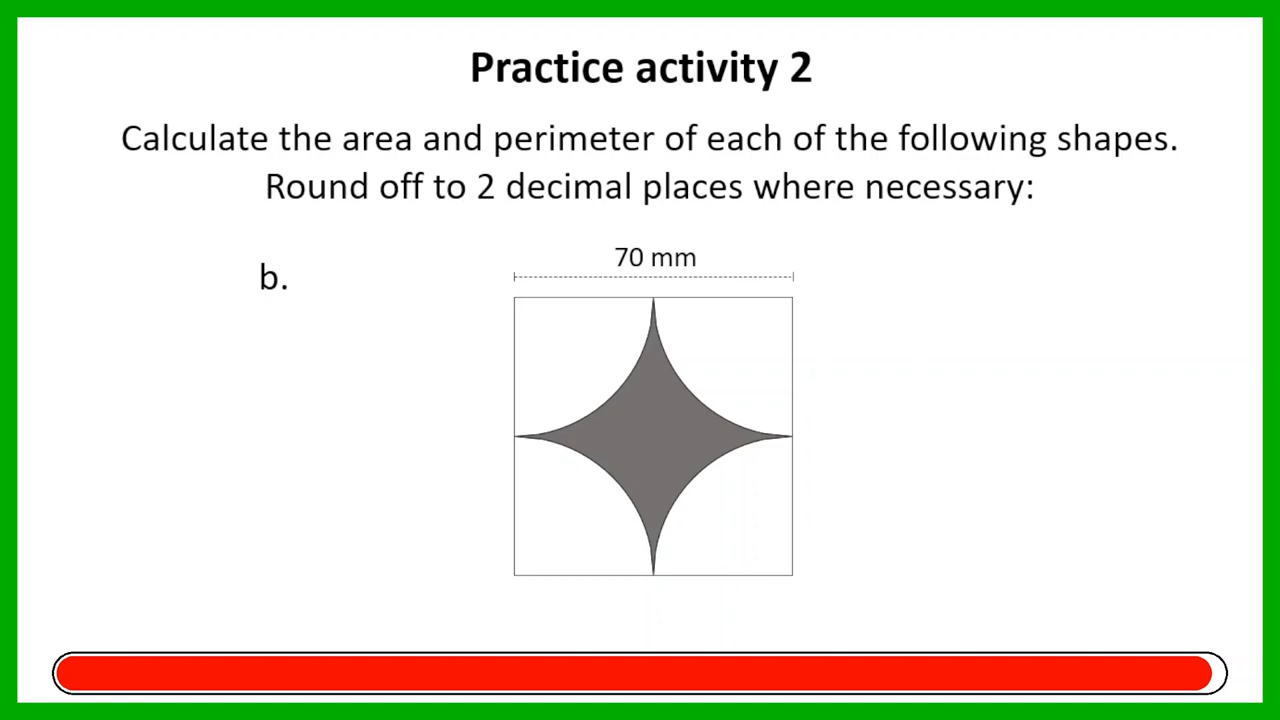 Practice activity 2
Calculate the area and perimeter of each of the following shapes.
Round off to 2 decimal places where necessary:
70 mm
b.